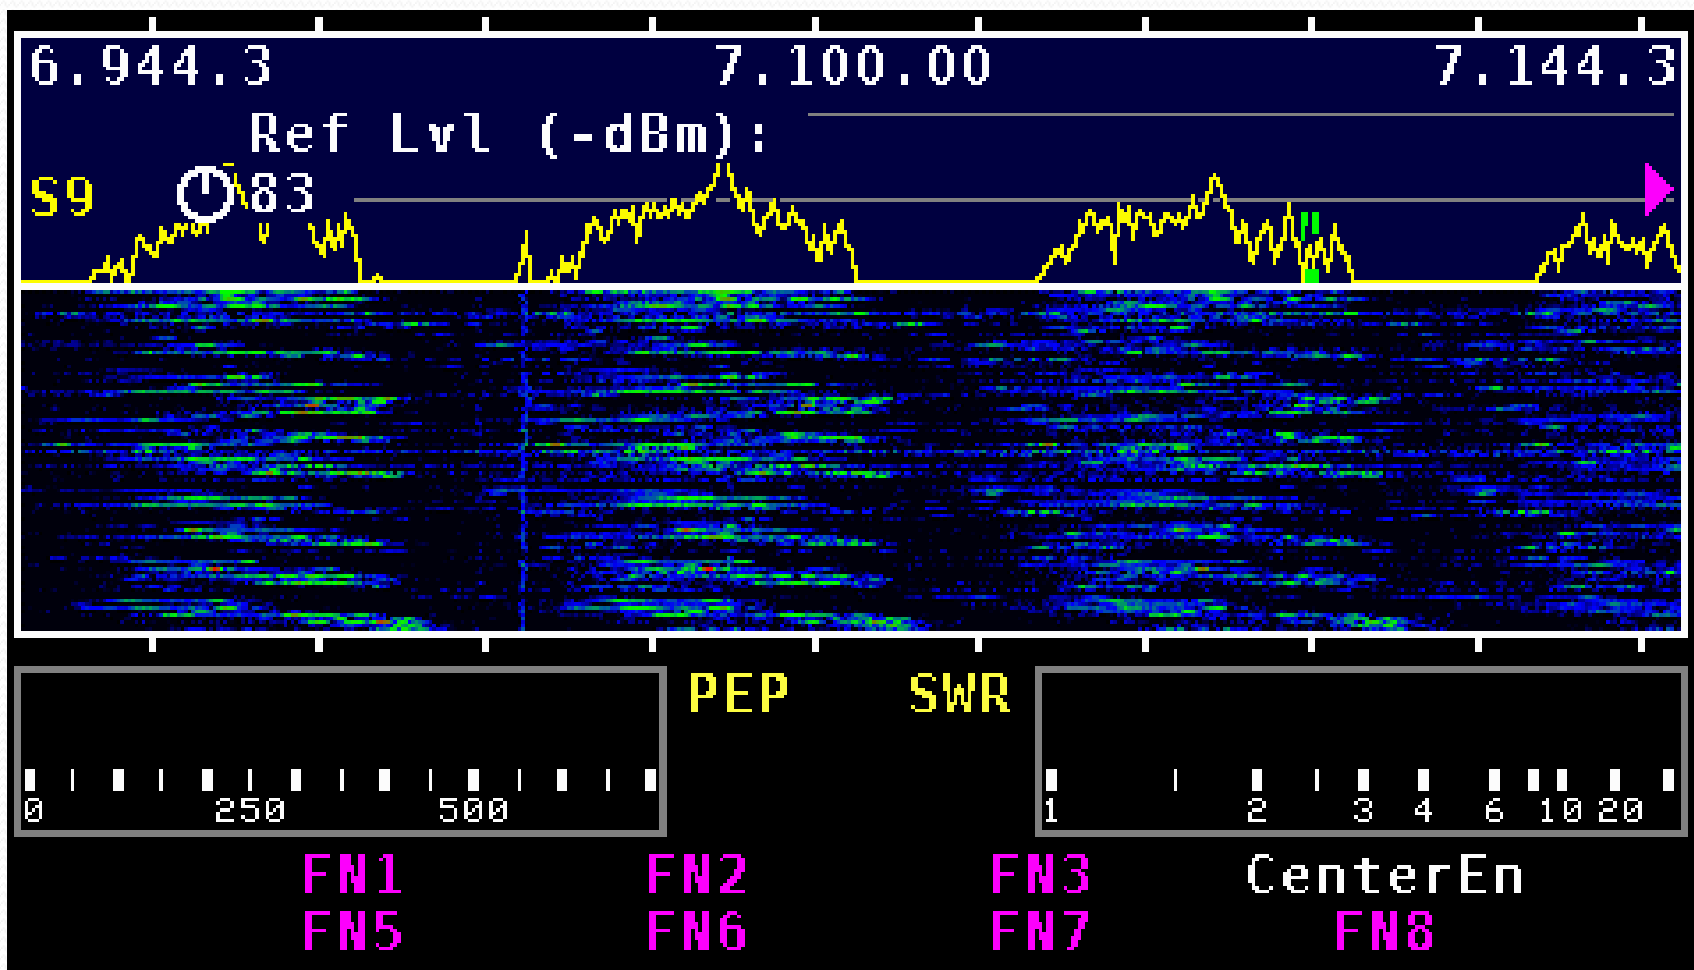 6.944.3 7.100.00 7.144.3
Ref Lvl (-dBm):
S9 83
PEP SWR
0 250 500 1 2 3 4 6 10 20
FN1 FN2 FN3 CenterEn
FN5 FN6 FN7 FN8